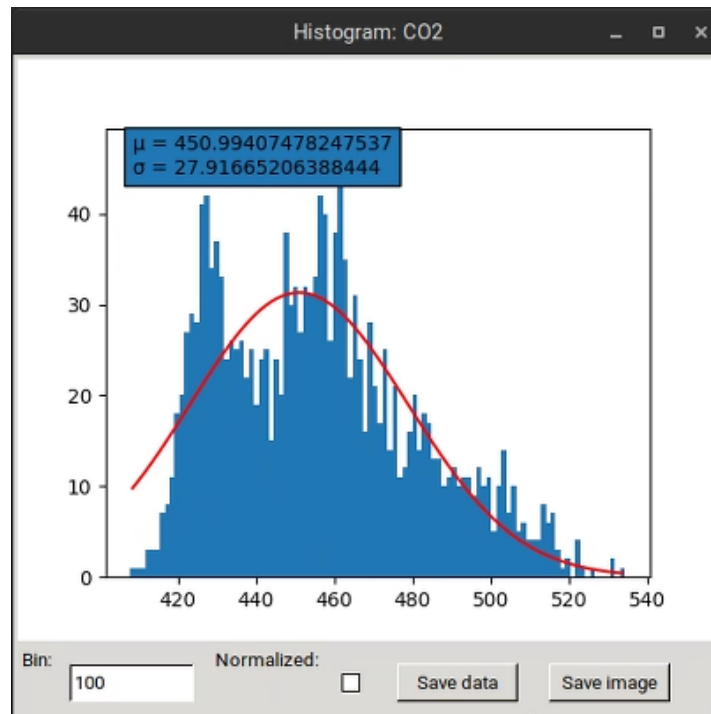 Histogram: CO2
μ = 450.99407478247537
σ = 27.91665206388444
40
30
20
10
0
420 440 460 480 500 520 540
Bin:
100
Normalized:
Save data
Save image